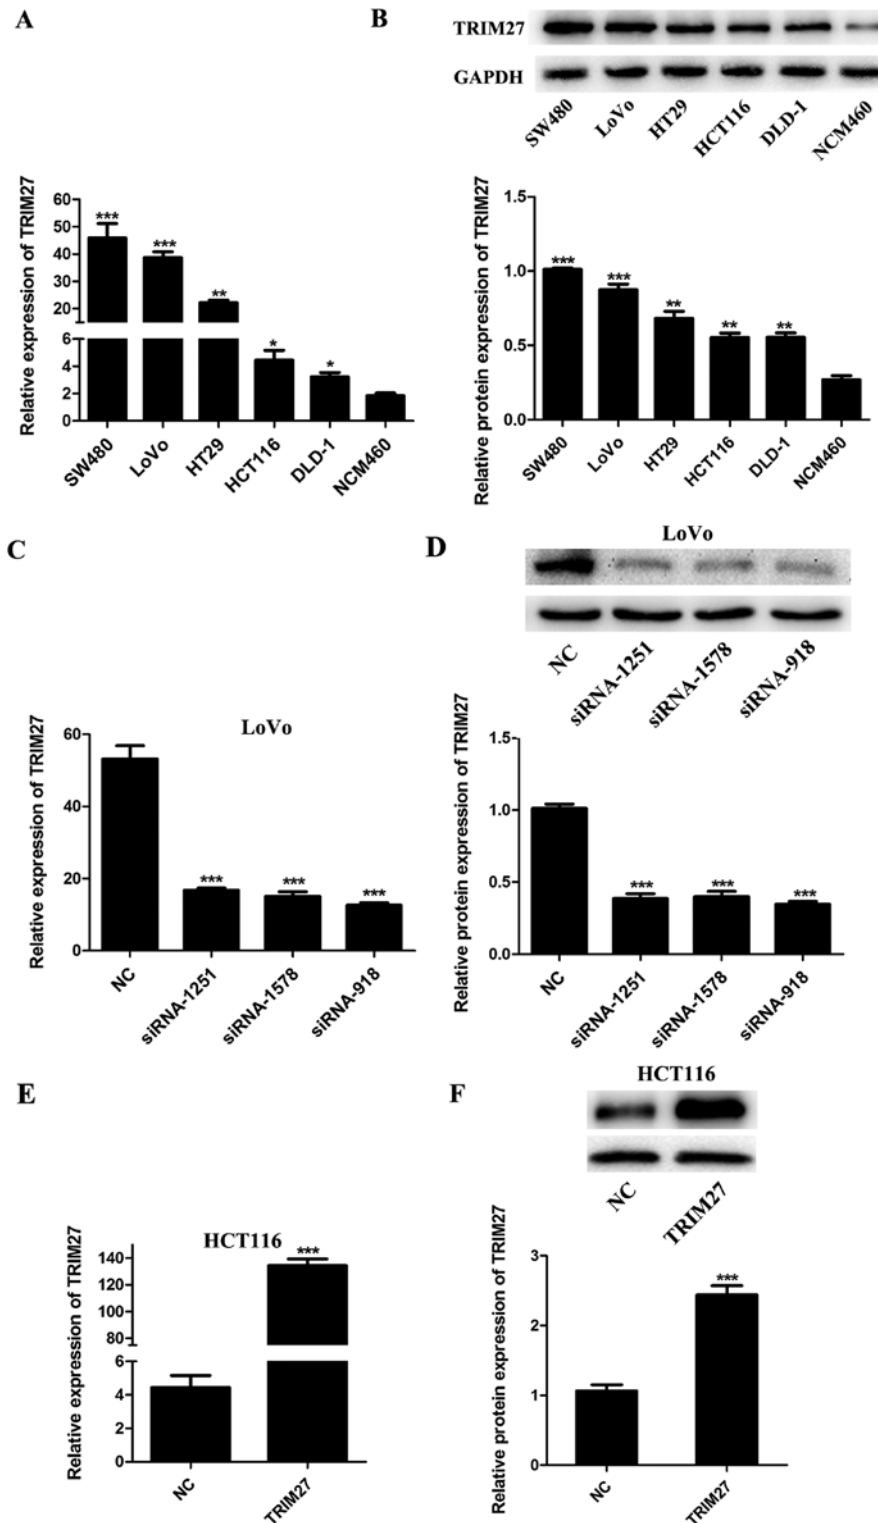 A
B
TRIM27
GAPDH
SW480
LoVo
HT29
HCT116
DLD-1
NCM460
Relative expression of TRIM27
60
50
40
30
20
6
4
2
0
***
***
**
*
*
SW480
LoVo
HT29
HCT116
DLD-1
NCM460
Relative protein expression of TRIM27
1.5
1.0
0.5
0.0
***
***
**
**
**
SW480
LoVo
HT29
HCT116
DLD-1
NCM460
C
D
LoVo
NC
siRNA-1251
siRNA-1578
siRNA-918
LoVo
Relative expression of TRIM27
60
40
20
0
***
***
***
NC
siRNA-1251
siRNA-1578
siRNA-918
Relative protein expression of TRIM27
1.5
1.0
0.5
0.0
***
***
***
NC
siRNA-1251
siRNA-1578
siRNA-918
E
F
HCT116
NC
TRIM27
HCT116
Relative expression of TRIM27
140
120
100
80
6
4
2
0
***
NC
TRIM27
Relative protein expression of TRIM27
3
2
1
0
***
NC
TRIM27